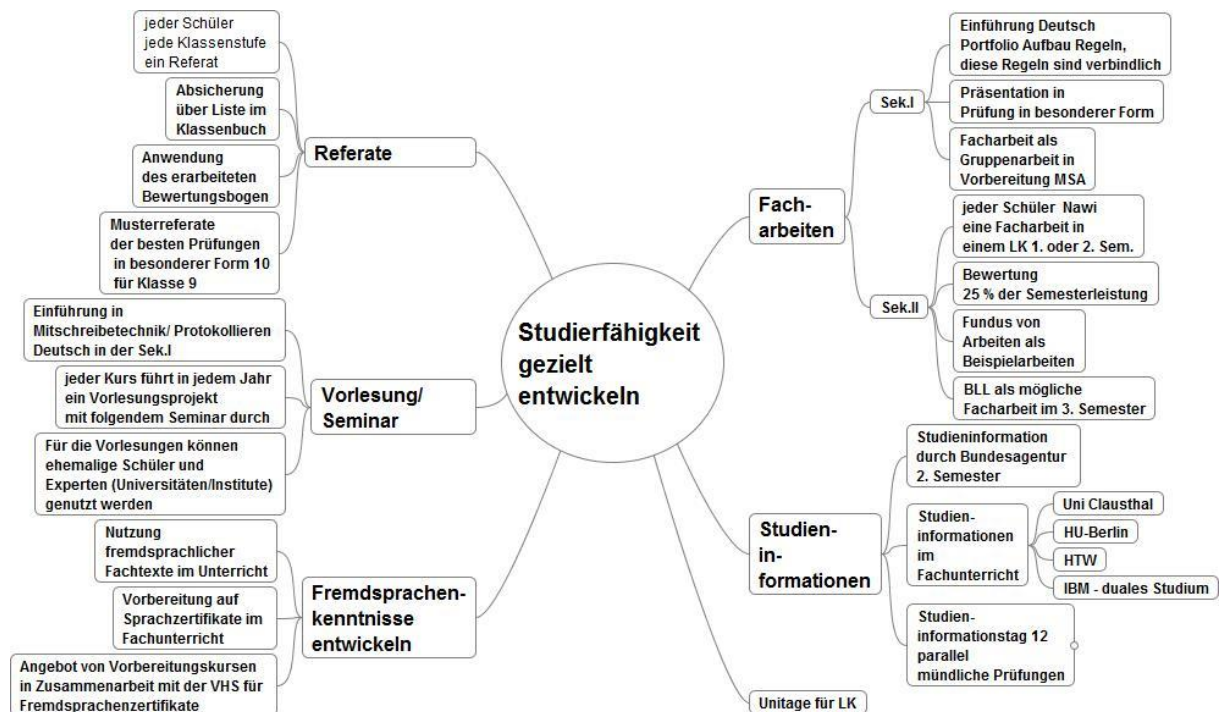 jeder Schüler
jede Klassenstufe
ein Referat
Absicherung
über Liste im
Klassenbuch
Anwendung
des erarbeiteten
Bewertungsbogen
Musterreferate
der besten Prüfungen
in besonderer Form 10
für Klasse 9
Referate
Einführung in
Mitschreibetechnik/ Protokollieren
Deutsch in der Sek.I
jeder Kurs führt in jedem Jahr
ein Vorlesungsprojekt
mit folgendem Seminar durch
Für die Vorlesungen können
ehemalige Schüler und
Experten (Universitäten/Institute)
genutzt werden
Vorlesung/
Seminar
Nutzung
fremdsprachlicher
Fachtexte im Unterricht
Vorbereitung auf
Sprachzertifikate im
Fachunterricht
Angebot von Vorbereitungskursen
in Zusammenarbeit mit der VHS für
Fremdsprachenzertifikate
Fremdsprachen-
kenntnisse
entwickeln
Studierfähigkeit
gezielt
entwickeln
Fach-
arbeiten
Sek.I
Einführung Deutsch
Portfolio Aufbau Regeln,
diese Regeln sind verbindlich
Präsentation in
Prüfung in besonderer Form
Facharbeit als
Gruppenarbeit in
Vorbereitung MSA
Sek.II
jeder Schüler Nawi
eine Facharbeit in
einem LK 1. oder 2. Sem.
Bewertung
25 % der Semesterleistung
Fundus von
Arbeiten als
Beispielarbeiten
BLL als mögliche
Facharbeit im 3. Semester
Studien-
in-
formationen
Studieninformation
durch Bundesagentur
2. Semester
Studien-
informationen
im
Fachunterricht
Uni Clausthal
HU-Berlin
HTW
IBM - duales Studium
Studien-
informationstag 12
parallel
mündliche Prüfungen
Unitage für LK